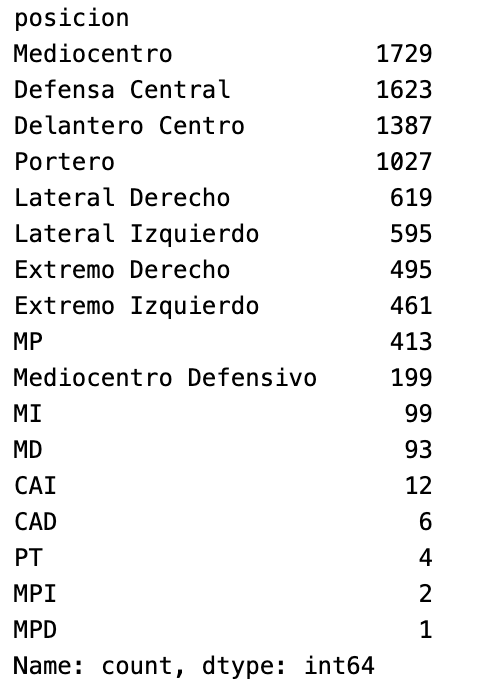 posicion
Mediocentro 1729
Defensa Central 1623
Delantero Centro 1387
Portero 1027
Lateral Derecho 619
Lateral Izquierdo 595
Extremo Derecho 495
Extremo Izquierdo 461
MP 413
Mediocentro Defensivo 199
MI 99
MD 93
CAI 12
CAD 6
PT 4
MPI 2
MPD 1
Name: count, dtype: int64